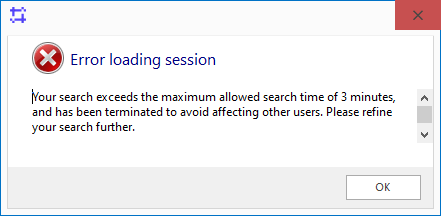 Error loading session
Your search exceeds the maximum allowed search time of 3 minutes,
and has been terminated to avoid affecting other users. Please refine
your search further.
OK